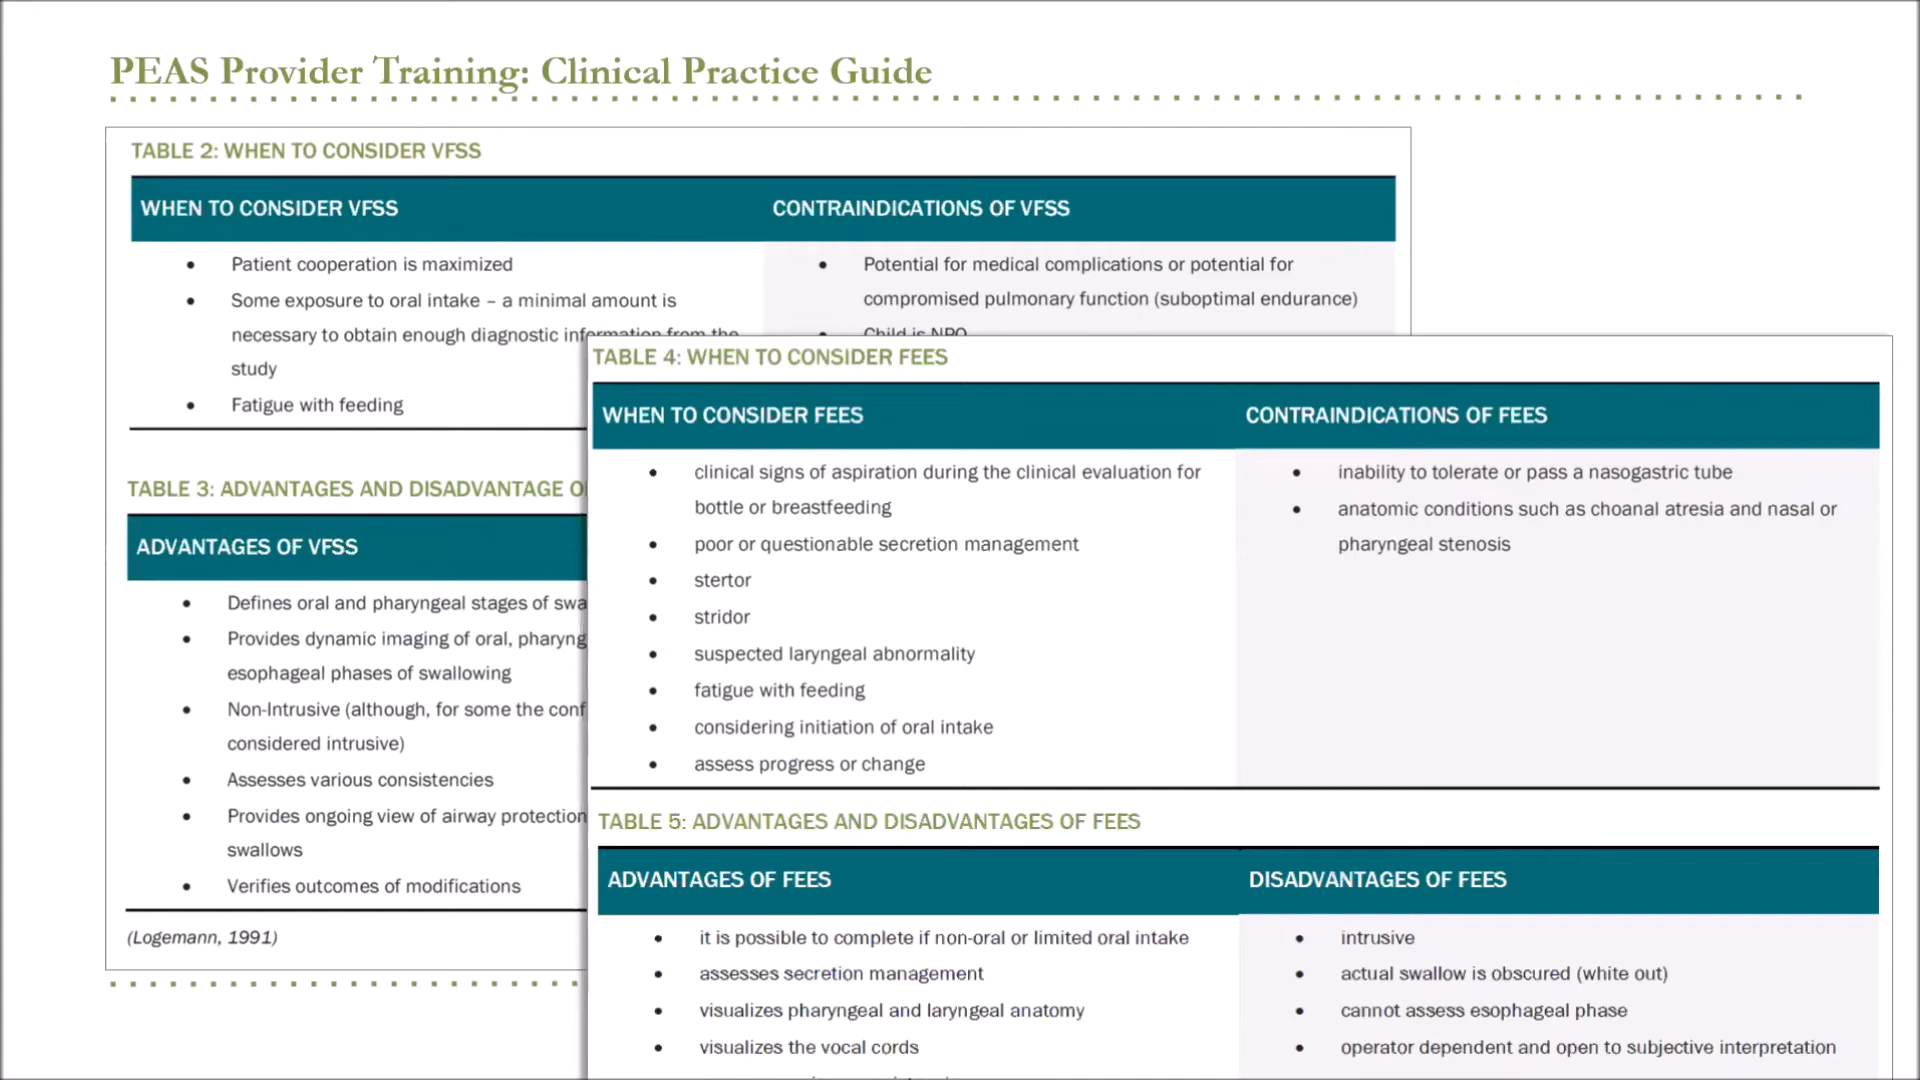 PEAS Provider Training: Clinical Practice Guide
TABLE 2: WHEN TO CONSIDER VFSS
WHEN TO CONSIDER VFSS
• Patient cooperation is maximized
• Some exposure to oral intake – a minimal amount is
necessary to obtain enough diagnostic information from the
study
• Fatigue with feeding
CONTRAINDICATIONS OF VFSS
• Potential for medical complications or potential for
compromised pulmonary function (suboptimal endurance)
• Child is NPO
TABLE 3: ADVANTAGES AND DISADVANTAGE
ADVANTAGES OF VFSS
• Defines oral and pharyngeal stages of
• Provides dynamic imaging of oral,
esophageal phases of swallowing
• Non-Intrusive (although, for some the
considered intrusive)
• Assesses various consistencies
• Provides ongoing view of airway protection
swallows
• Verifies outcomes of modifications
(Logemann, 1991)
TABLE 4: WHEN TO CONSIDER FEES
WHEN TO CONSIDER FEES
• clinical signs of aspiration during the clinical evaluation for
bottle or breastfeeding
• poor or questionable secretion management
• stertor
• stridor
• suspected laryngeal abnormality
• fatigue with feeding
• considering initiation of oral intake
• assess progress or change
CONTRAINDICATIONS OF FEES
• inability to tolerate or pass a nasogastric tube
• anatomic conditions such as choanal atresia and nasal or
pharyngeal stenosis
TABLE 5: ADVANTAGES AND DISADVANTAGES OF FEES
ADVANTAGES OF FEES
• it is possible to complete if non-oral or limited oral intake
• assesses secretion management
• visualizes pharyngeal and laryngeal anatomy
• visualizes the vocal cords
DISADVANTAGES OF FEES
• intrusive
• actual swallow is obscured (white out)
• cannot assess esophageal phase
• operator dependent and open to subjective interpretation